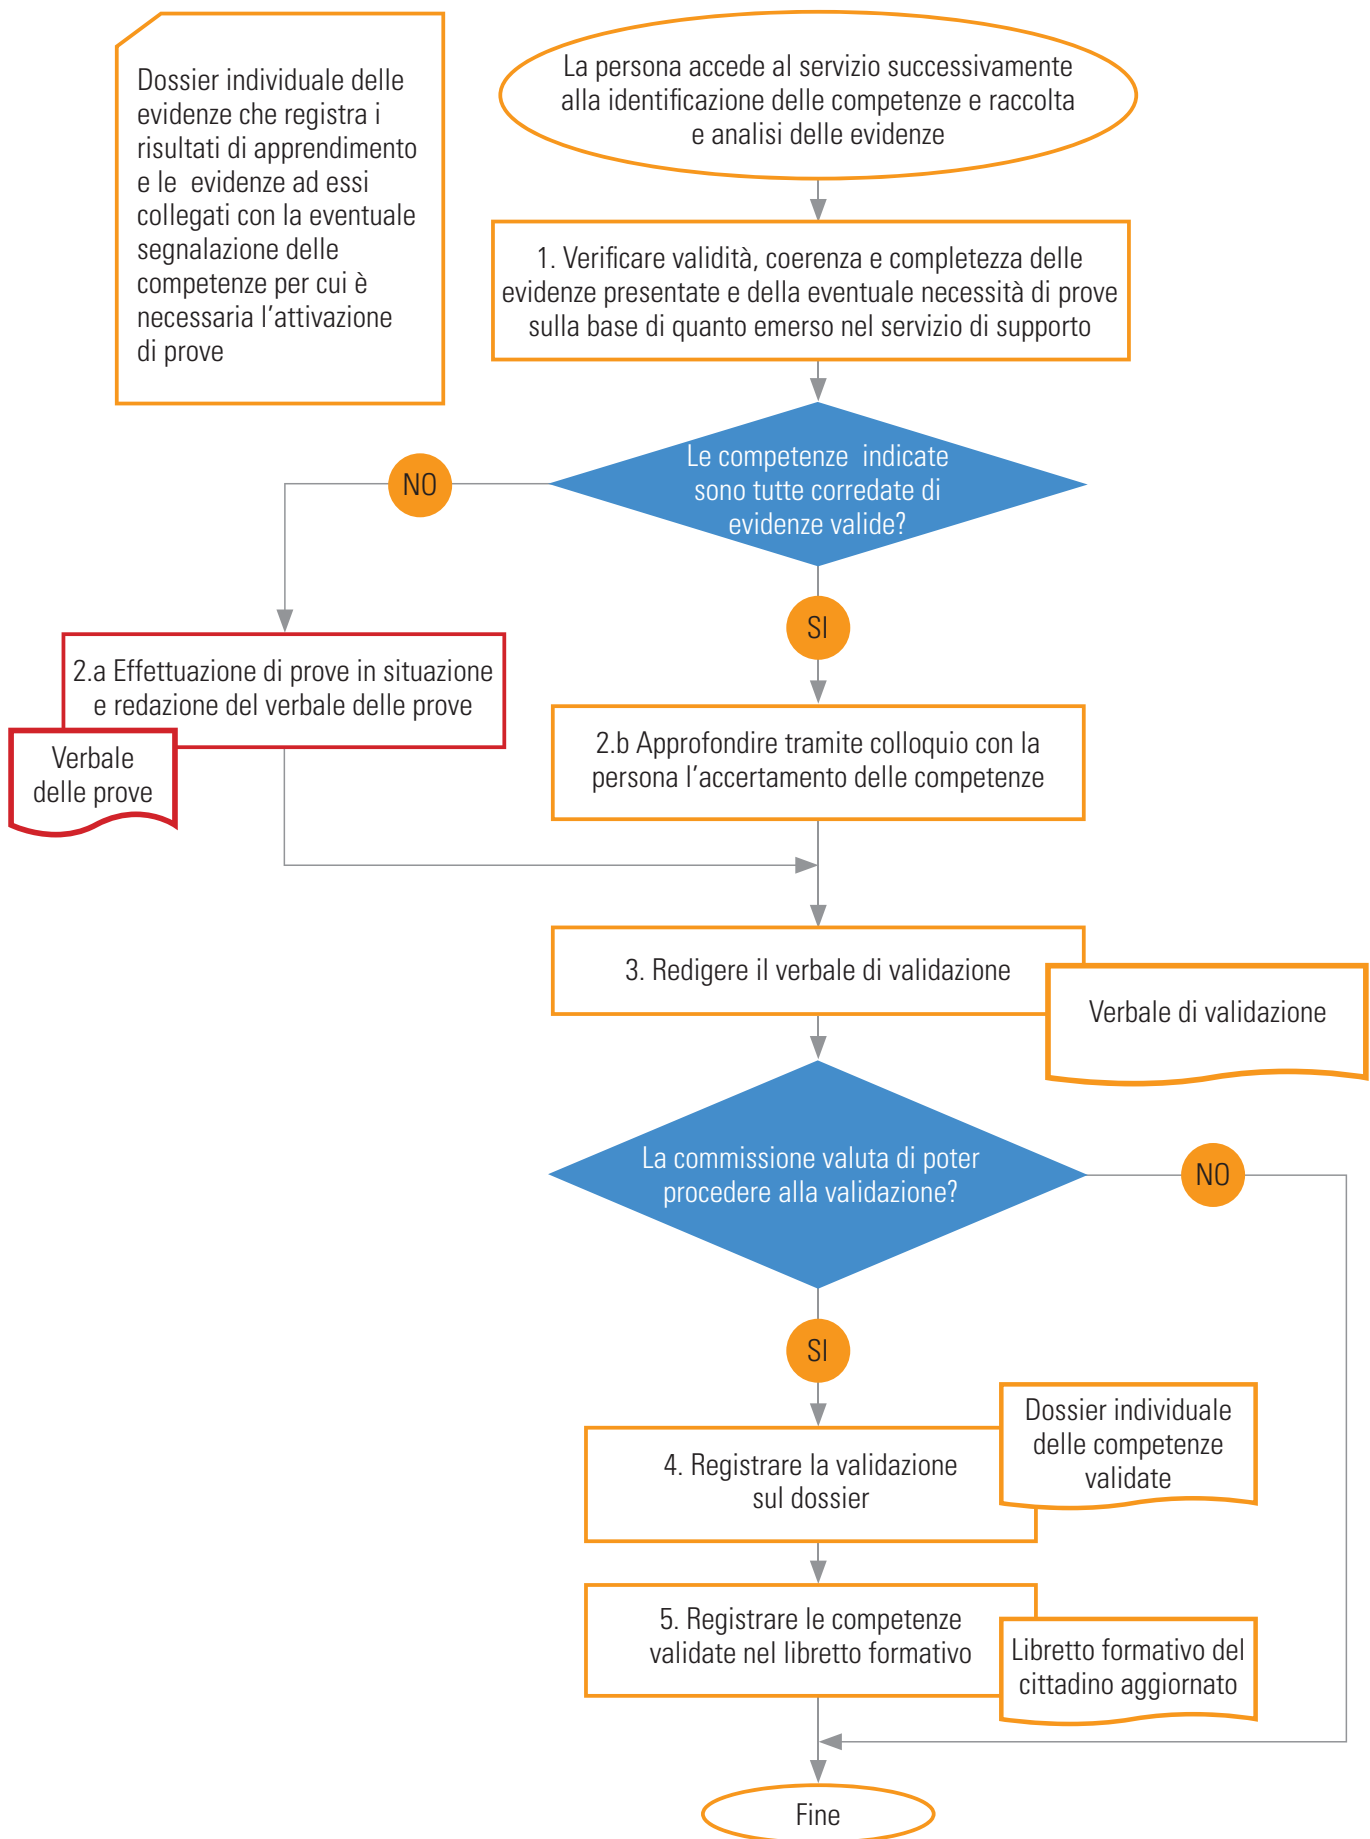 Dossier individuale delle
evidenze che registra i
risultati di apprendimento
e le evidenze ad essi
collegati con la eventuale
segnalazione delle
competenze per cui è
necessaria l'attivazione
di prove
La persona accede al servizio successivamente
alla identificazione delle competenze e raccolta
e analisi delle evidenze
1. Verificare validità, coerenza e completezza delle
evidenze presentate e della eventuale necessità di prove
sulla base di quanto emerso nel servizio di supporto
Le competenze indicate
sono tutte corredate di
evidenze valide?
NO
SI
2.a Effettuazione di prove in situazione
e redazione del verbale delle prove
Verbale
delle prove
2.b Approfondire tramite colloquio con la
persona l'accertamento delle competenze
3. Redigere il verbale di validazione
Verbale di validazione
La commissione valuta di poter
procedere alla validazione?
NO
SI
4. Registrare la validazione
sul dossier
Dossier individuale
delle competenze
validate
5. Registrare le competenze
validate nel libretto formativo
Libretto formativo del
cittadino aggiornato
Fine